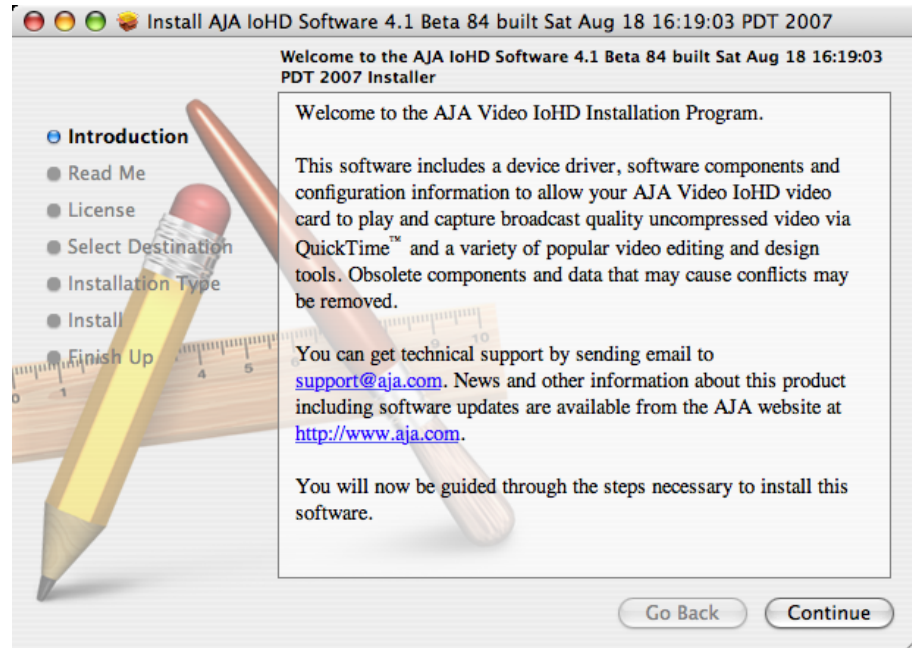 Install AJA IoHD Software 4.1 Beta 84 built Sat Aug 18 16:19:03 PDT 2007
Welcome to the AJA IoHD Software 4.1 Beta 84 built Sat Aug 18 16:19:03
PDT 2007 Installer
Introduction
Read Me
License
Select Destination
Installation Type
Install
Finish Up
Welcome to the AJA Video IoHD Installation Program.
This software includes a device driver, software components and
configuration information to allow your AJA Video IoHD video
card to play and capture broadcast quality uncompressed video via
QuickTime™ and a variety of popular video editing and design
tools. Obsolete components and data that may cause conflicts may
be removed.
You can get technical support by sending email to
support@aja.com. News and other information about this product
including software updates are available from the AJA website at
http://www.aja.com.
You will now be guided through the steps necessary to install this
software.
0 1 4 5 9 10
Go Back
Continue